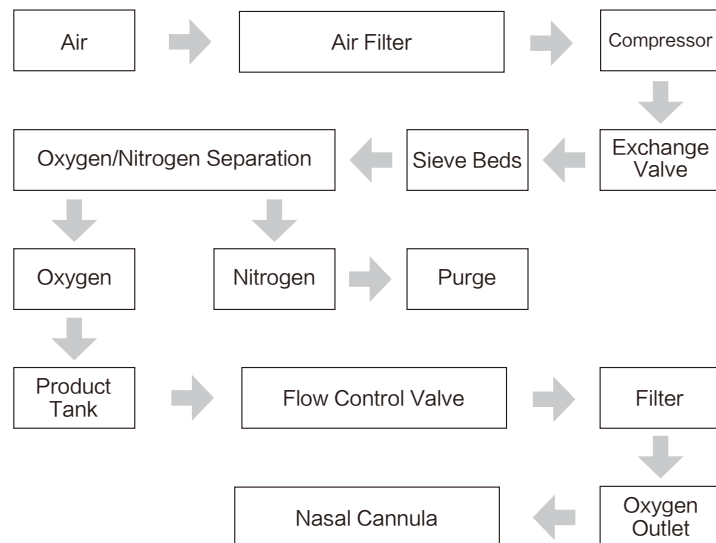 Air
Air Filter
Compressor
Exchange
Valve
Sieve Beds
Oxygen/Nitrogen Separation
Oxygen
Nitrogen
Purge
Product
Tank
Flow Control Valve
Filter
Oxygen
Outlet
Nasal Cannula